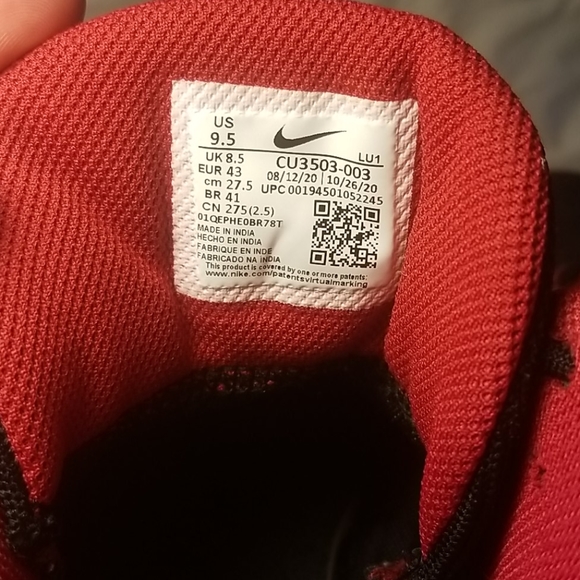 US
9.5
LU1
UK 8.5
CU3503-003
EUR 43
08/12/20 10/26/20
cm 27.5
UPC 00194501052245
BR 41
CN 275(2.5)
01QEPHE0BR78T
MADE IN INDIA
HECHO EN INDIA
FABRIQUE EN INDE
FABRICADO NA INDIA
This product is covered by one or more patents:
www.nike.com/patentsvirtualmarking